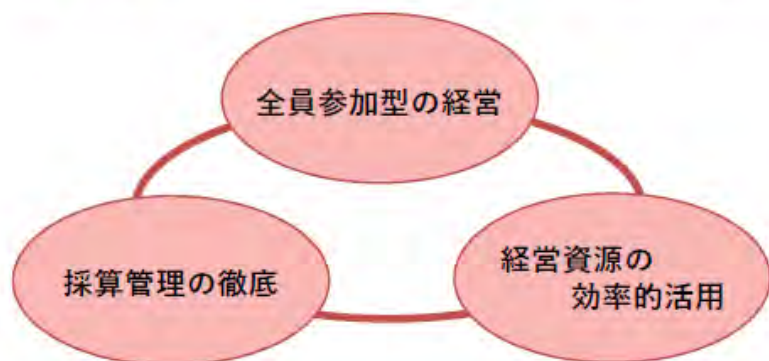 全員参加型の経営
採算管理の徹底
経営資源の
効率的活用